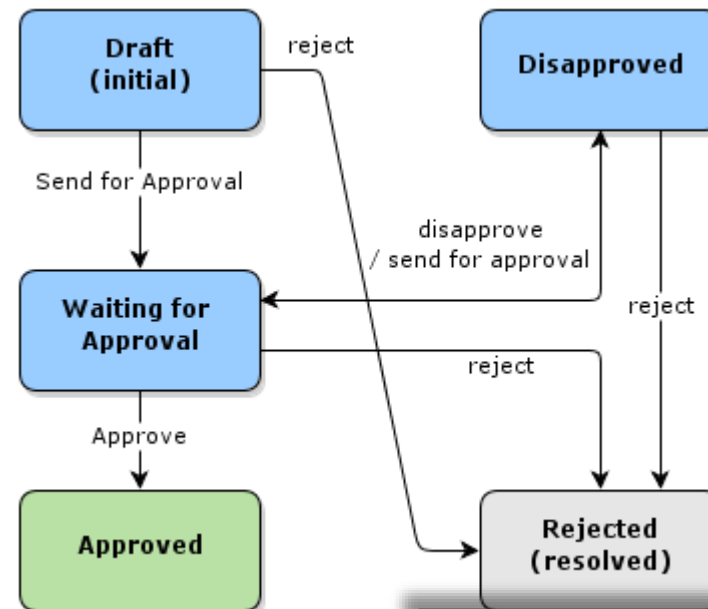 Draft
(initial)
reject
Disapproved
Send for Approval
disapprove
/ send for approval
Waiting for
Approval
reject
reject
Approve
Approved
Rejected
(resolved)